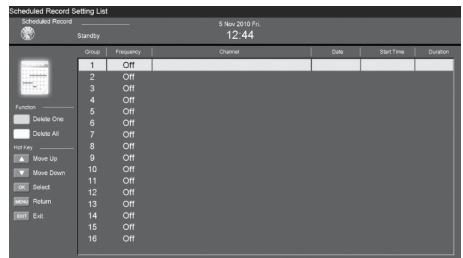 Scheduled Record Setting List
Scheduled Record
5 Nov 2010 Fri.
Standby
12:44
Group Frequency Channel Date Start Time Duration
1 Off
2 Off
3 Off
4 Off
5 Off
6 Off
7 Off
8 Off
9 Off
10 Off
11 Off
12 Off
13 Off
14 Off
15 Off
16 Off
Function
Delete One
Delete All
Hot Key
Move Up
Move Down
OK Select
MENU Return
EXIT Exit